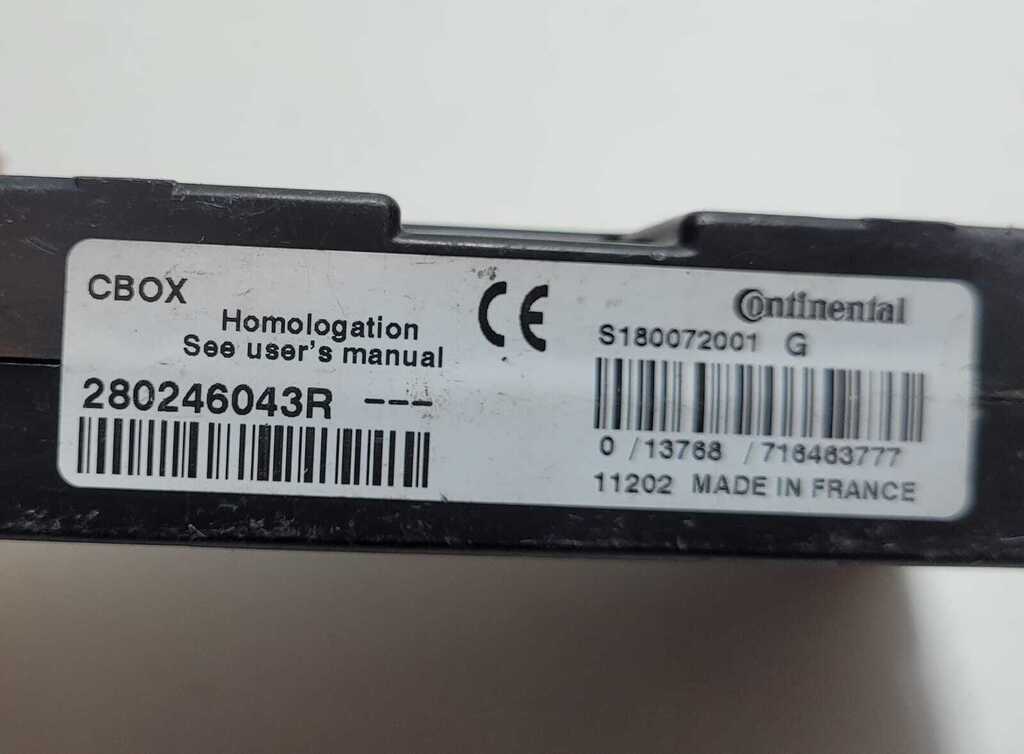 CBOX
Homologation
See user's manual
280246043R ---
CE
Continental
S180072001 G
0 /13768 /716463777
11202 MADE IN FRANCE